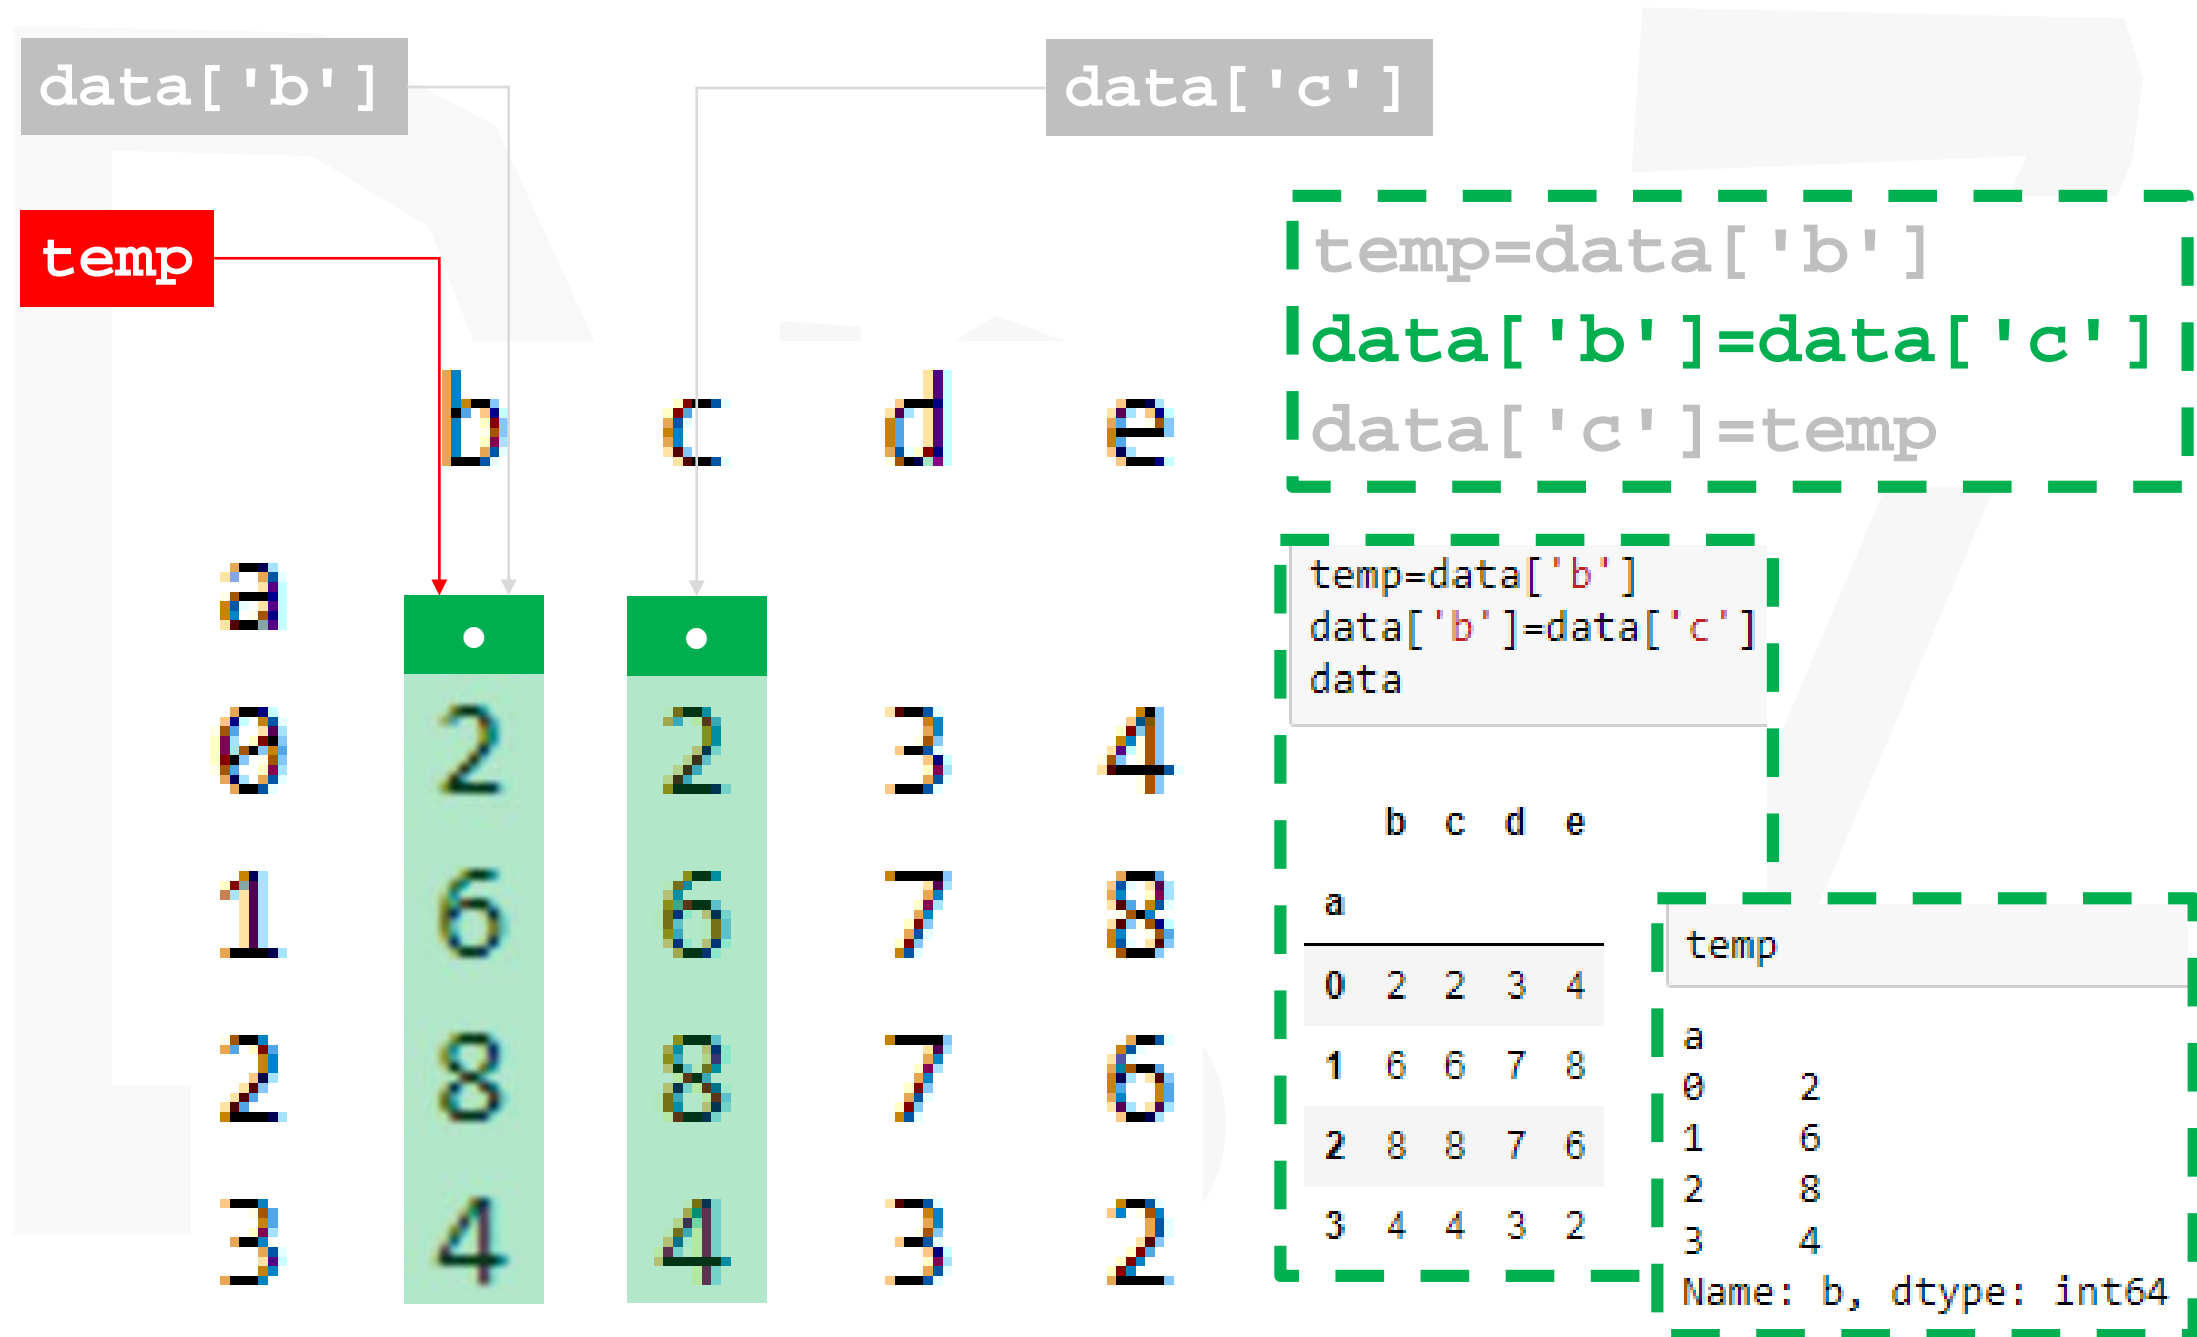 data['b']
data['c']
temp
b c d e
a
0 2 2 3 4
1 6 6 7 8
2 8 8 7 6
3 4 4 3 2
temp=data['b']
data['b']=data['c']
data['c']=temp
temp=data['b']
data['b']=data['c']
data
b c d e
a
0 2 2 3 4
1 6 6 7 8
2 8 8 7 6
3 4 4 3 2
temp
a
0 2
1 6
2 8
3 4
Name: b, dtype: int64